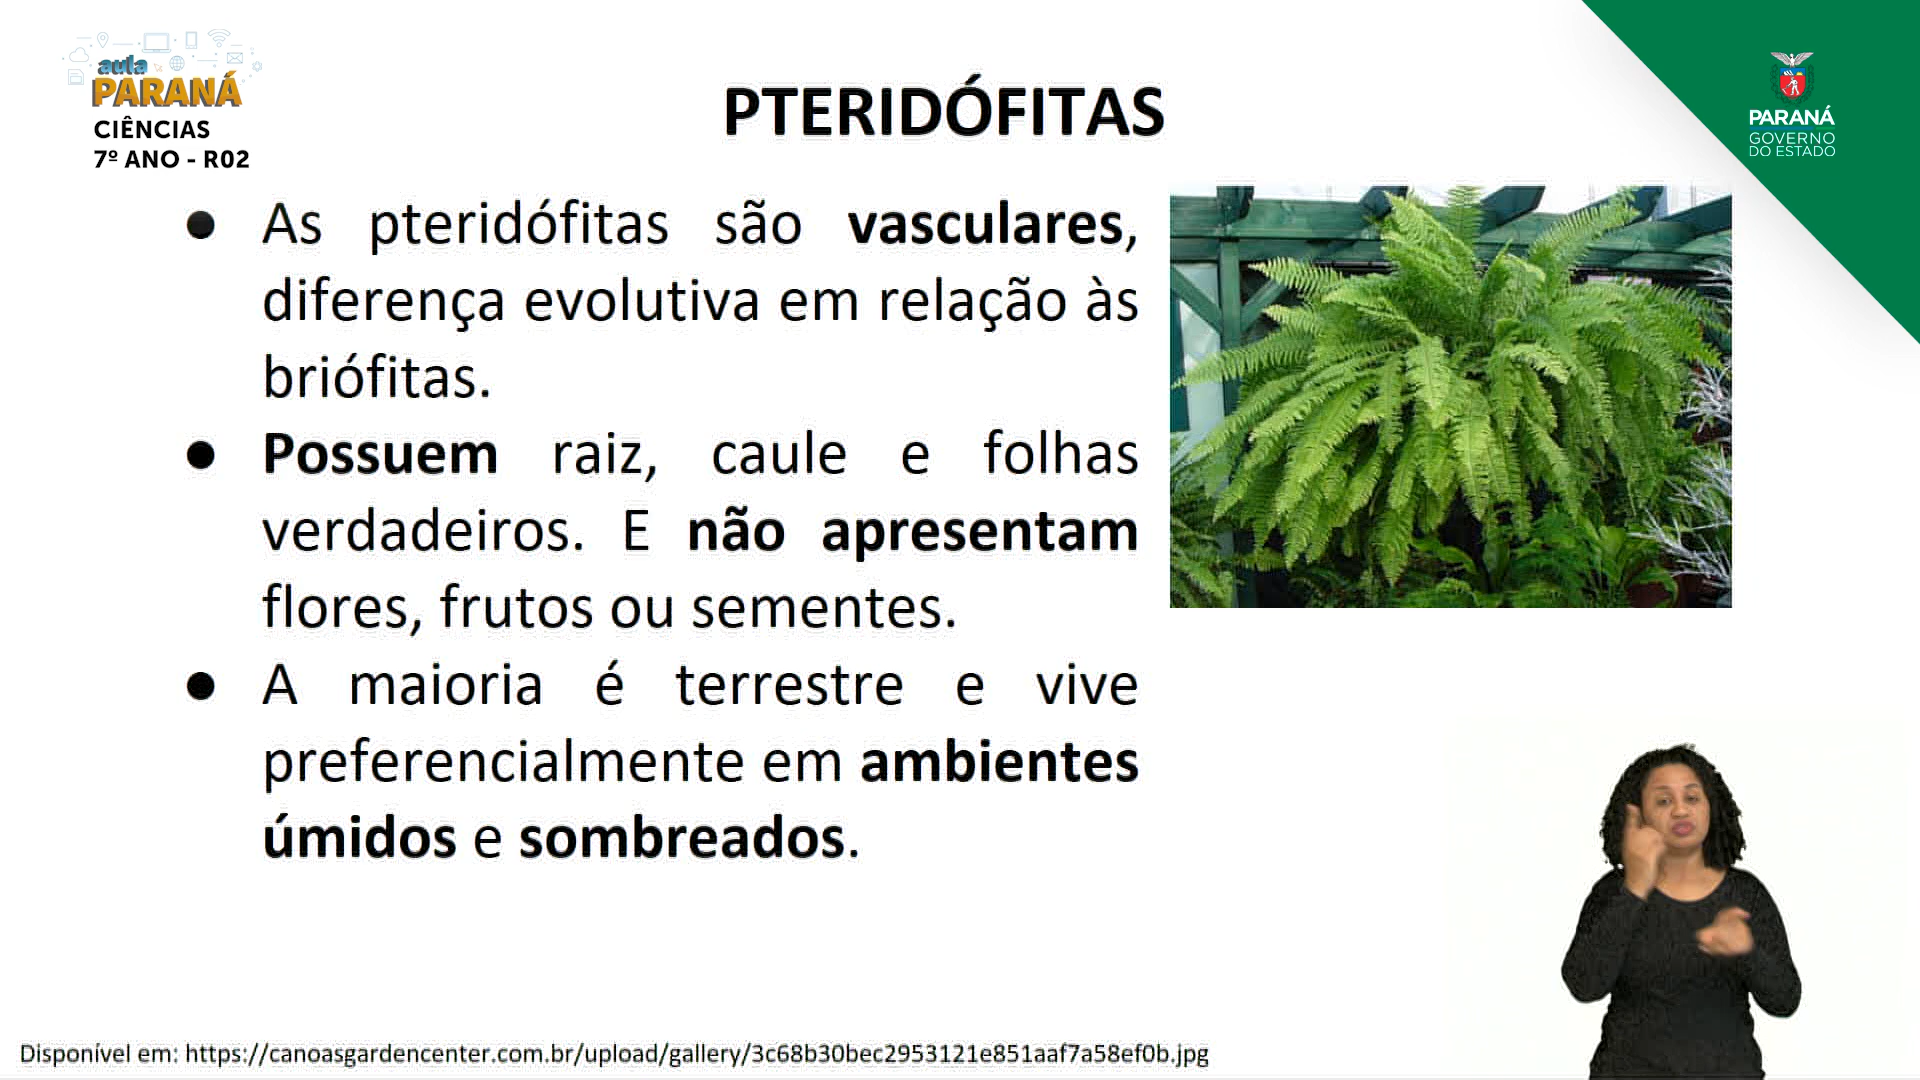 aula
PARANÁ
CIÊNCIAS
7º ANO - R02
PTERIDÓFITAS
PARANÁ
GOVERNO
DO ESTADO
● As pteridófitas são vasculares,
diferença evolutiva em relação às
briófitas.
● Possuem raiz, caule e folhas
verdadeiros. E não apresentam
flores, frutos ou sementes.
● A maioria é terrestre e vive
preferencialmente em ambientes
úmidos e sombreados.
Disponível em: https://canoasgardencenter.com.br/upload/gallery/3c68b30bec2953121e851aaf7a58ef0b.jpg